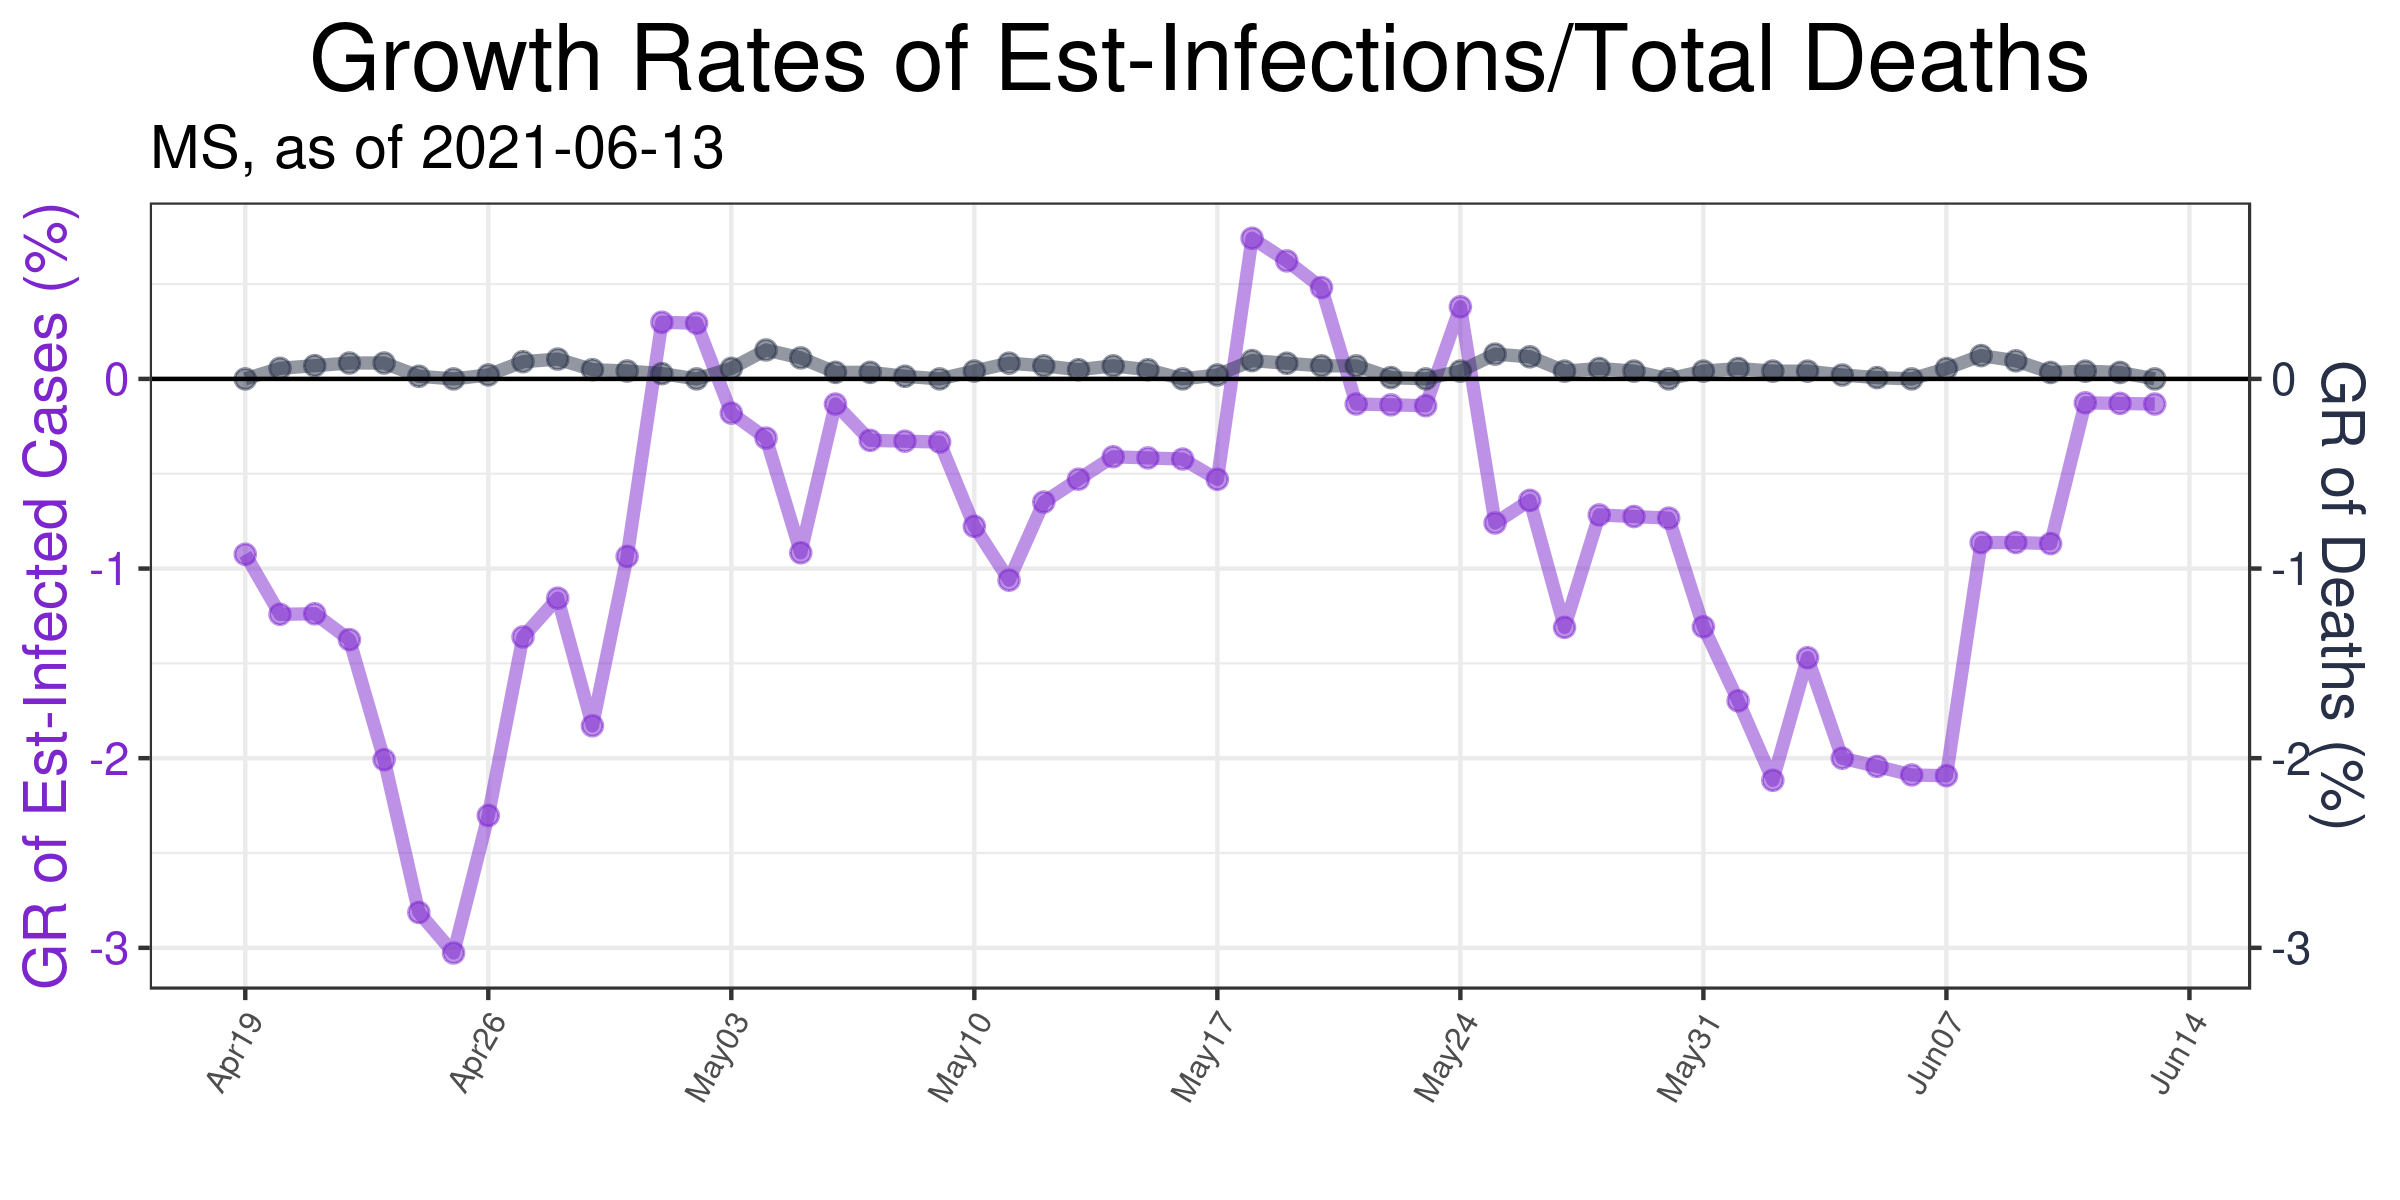 Growth Rates of Est-Infections/Total Deaths
MS, as of 2021-06-13
GR of Est-Infected Cases (%)
0
-1
-2
-3
0
-1
-2
-3
GR of Deaths (%)
Apr19
Apr26
May03
May10
May17
May24
May31
Jun07
Jun14